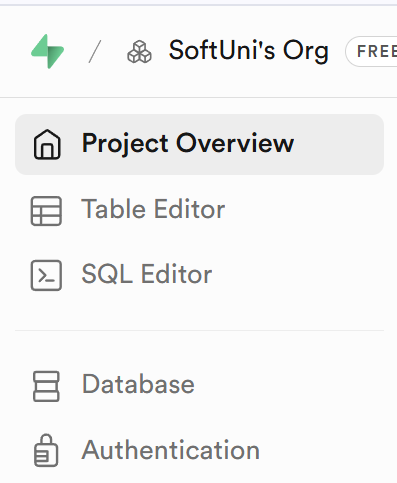 / SoftUni's Org FREE
Project Overview
Table Editor
SQL Editor
Database
Authentication